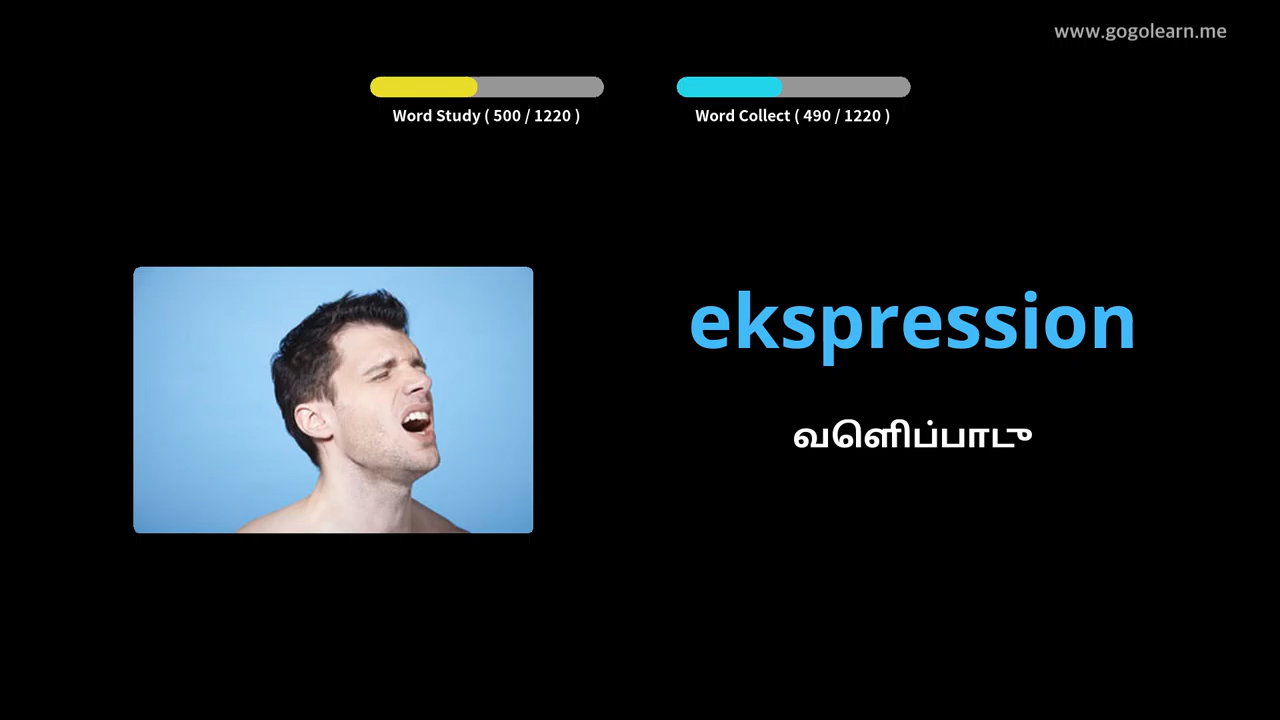 www.gogolearn.me
Word Study ( 500 / 1220 )
Word Collect ( 490 / 1220 )
ekspression
வெளிப்பாடு